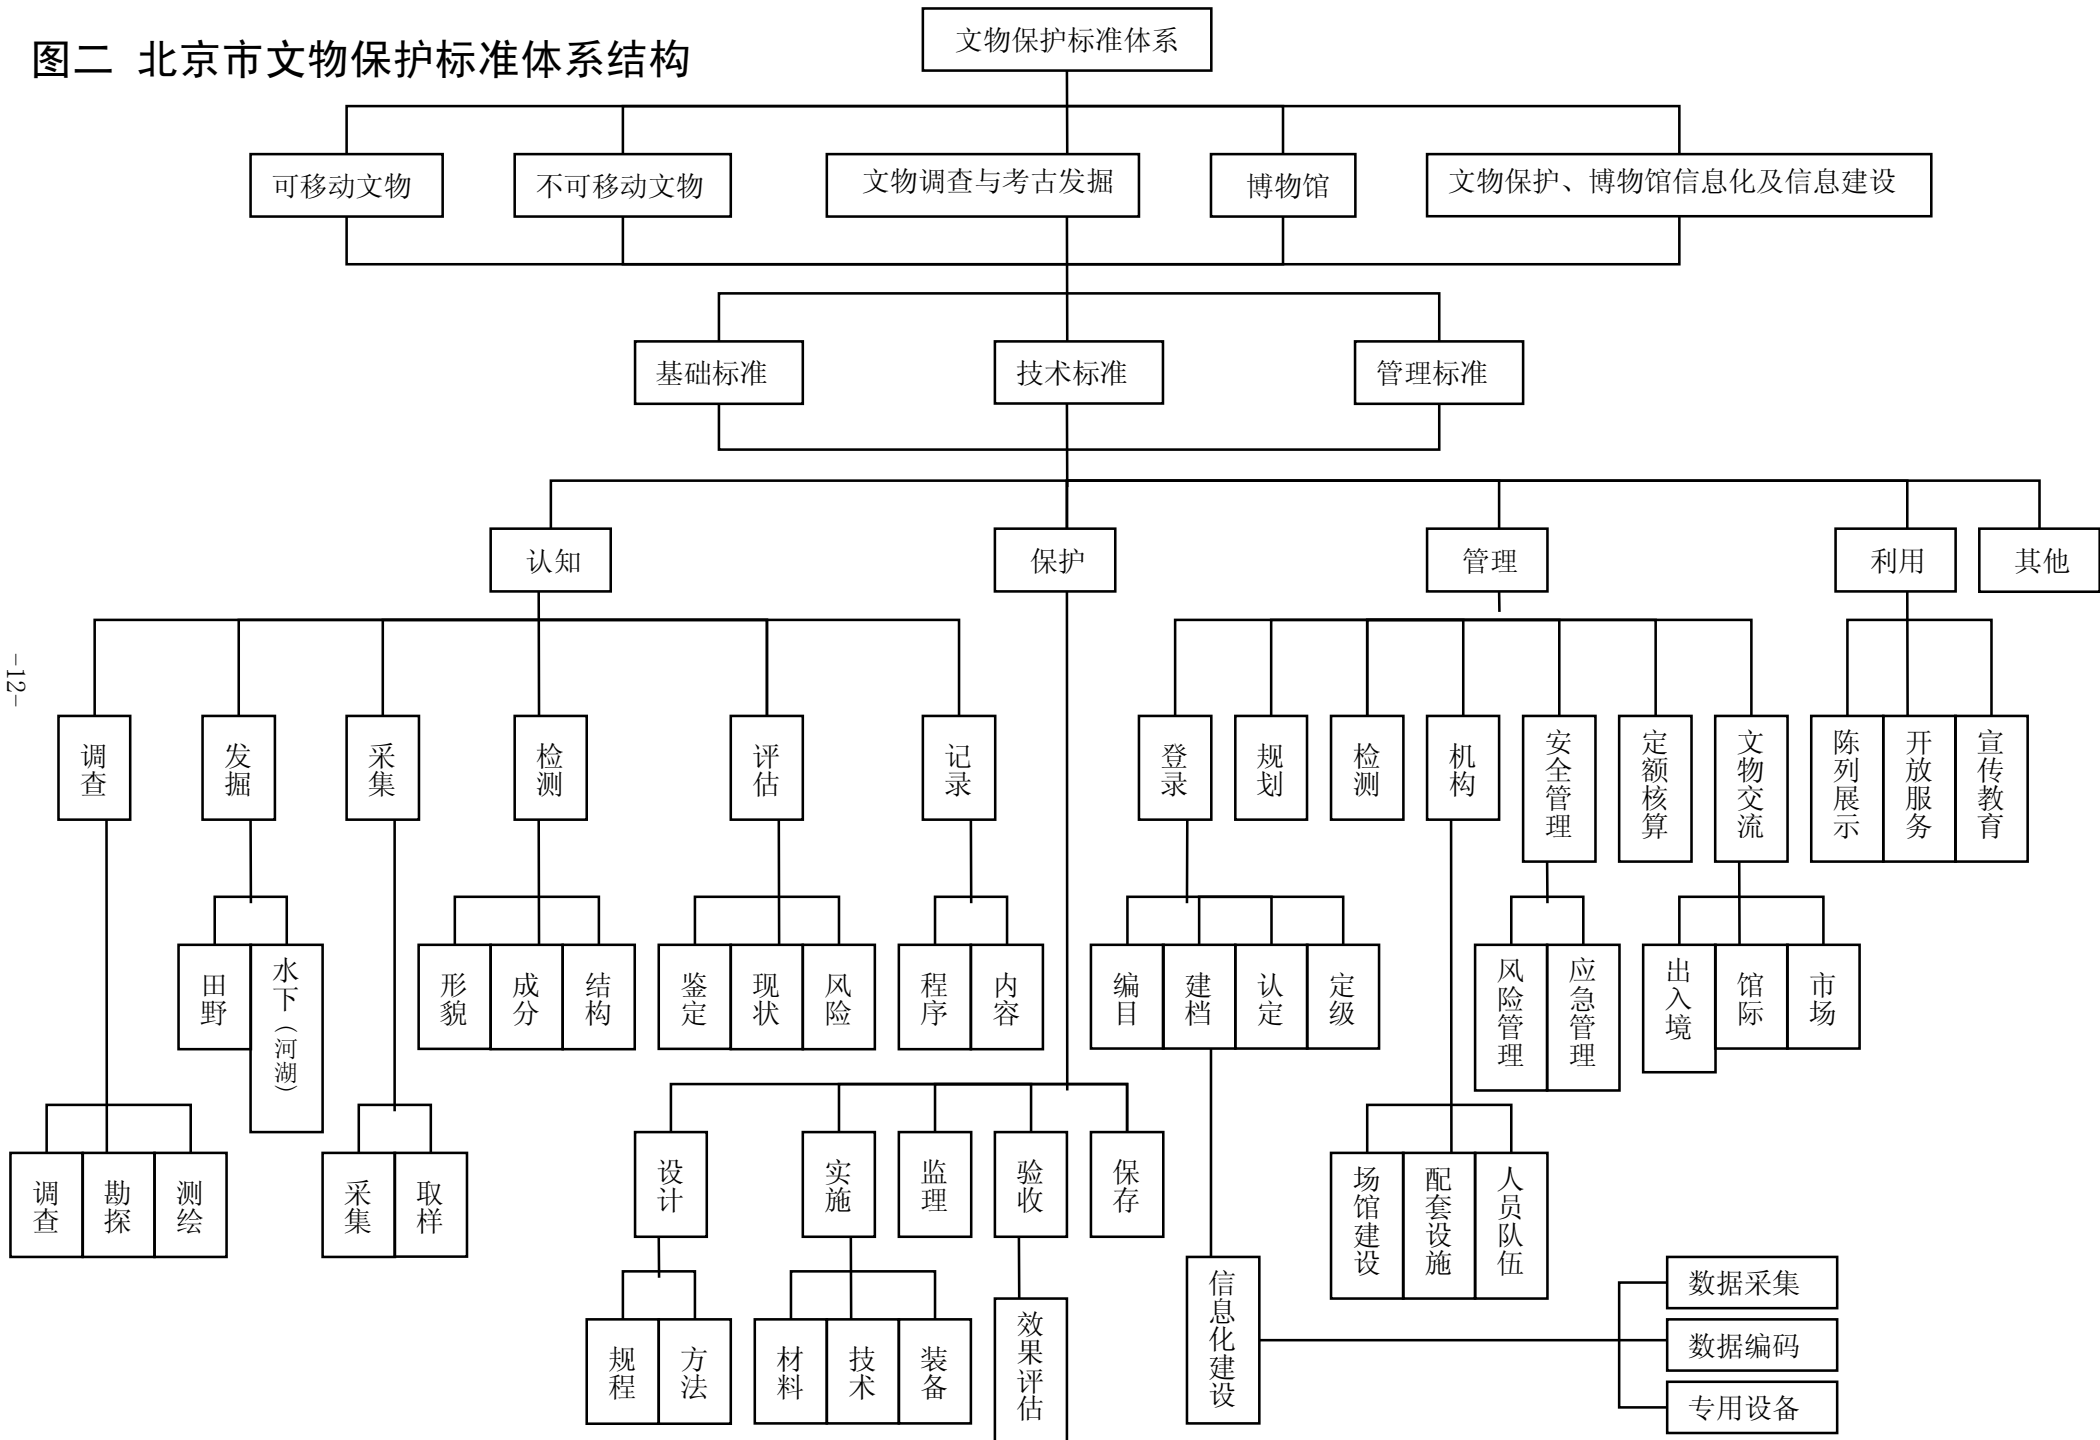 图二 北京市文物保护标准体系结构
文物保护标准体系
可移动文物
不可移动文物
文物调查与考古发掘
博物馆
文物保护、博物馆信息化及信息建设
基础标准
技术标准
管理标准
认知
保护
管理
利用
其他
-12-
调查
发掘
采集
检测
评估
记录
登录
规划
检测
机构
安全管理
定额核算
文物交流
陈列展示
开放服务
宣传教育
田野
水下（河湖）
形貌
成分
结构
鉴定
现状
风险
程序
内容
编目
建档
认定
定级
风险管理
应急管理
出入境
馆际
市场
调查
勘探
测绘
采集
取样
设计
实施
监理
验收
保存
场馆建设
配套设施
人员队伍
规程
方法
材料
技术
装备
效果评估
信息化建设
数据采集
数据编码
专用设备